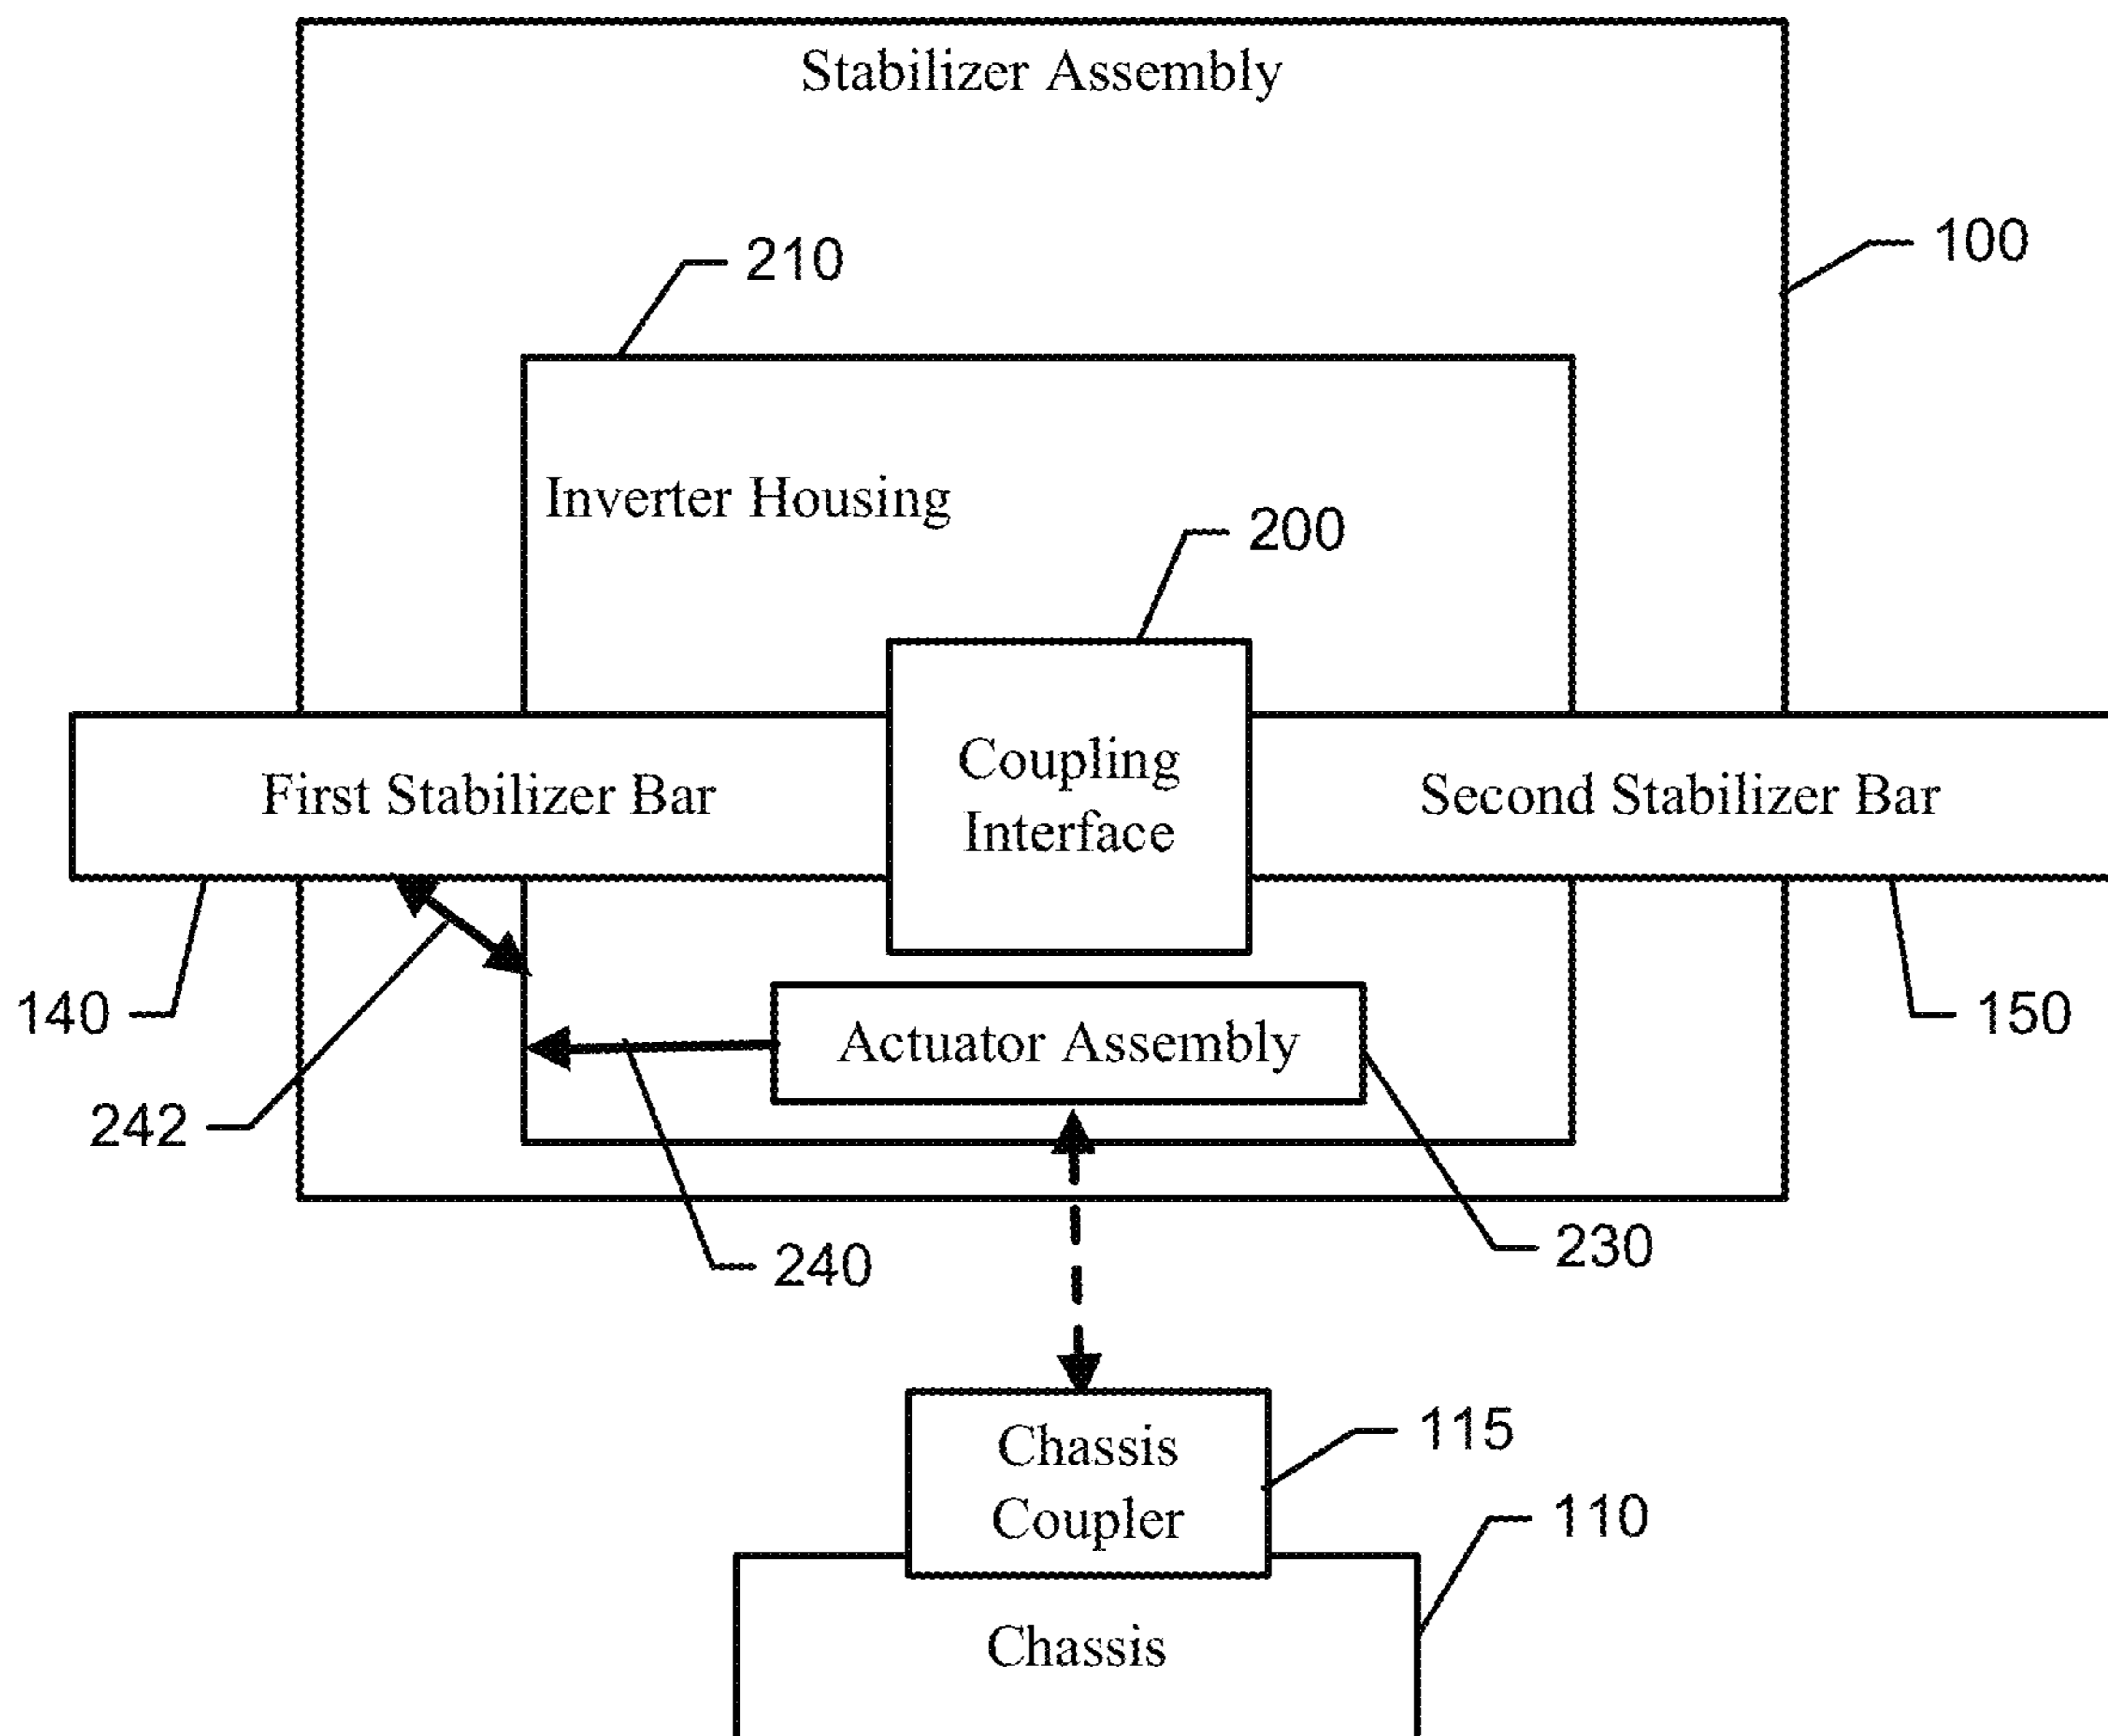 Stabilizer Assembly
100
210
Inverter Housing
200
Coupling
Interface
First Stabilizer Bar
Second Stabilizer Bar
140
150
Actuator Assembly
242
240
230
Chassis
Coupler
115
110
Chassis